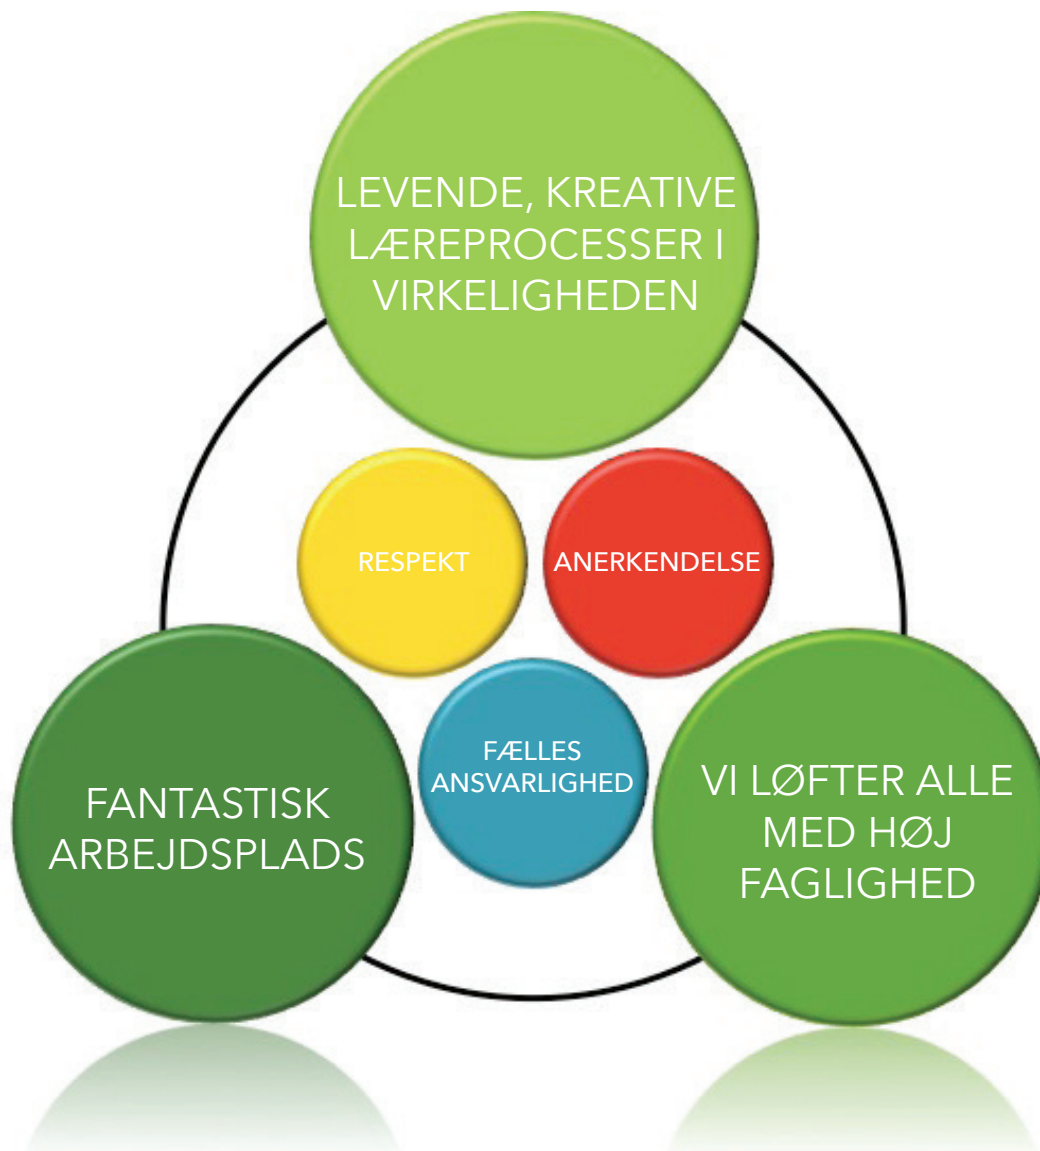 LEVENDE, KREATIVE
LÆREPROCESSER I
VIRKELIGHEDEN
RESPEKT
ANERKENDELSE
FÆLLES
ANSVARLIGHED
FANTASTISK
ARBEJDSPLADS
VI LØFTER ALLE
MED HØJ
FAGLIGHED